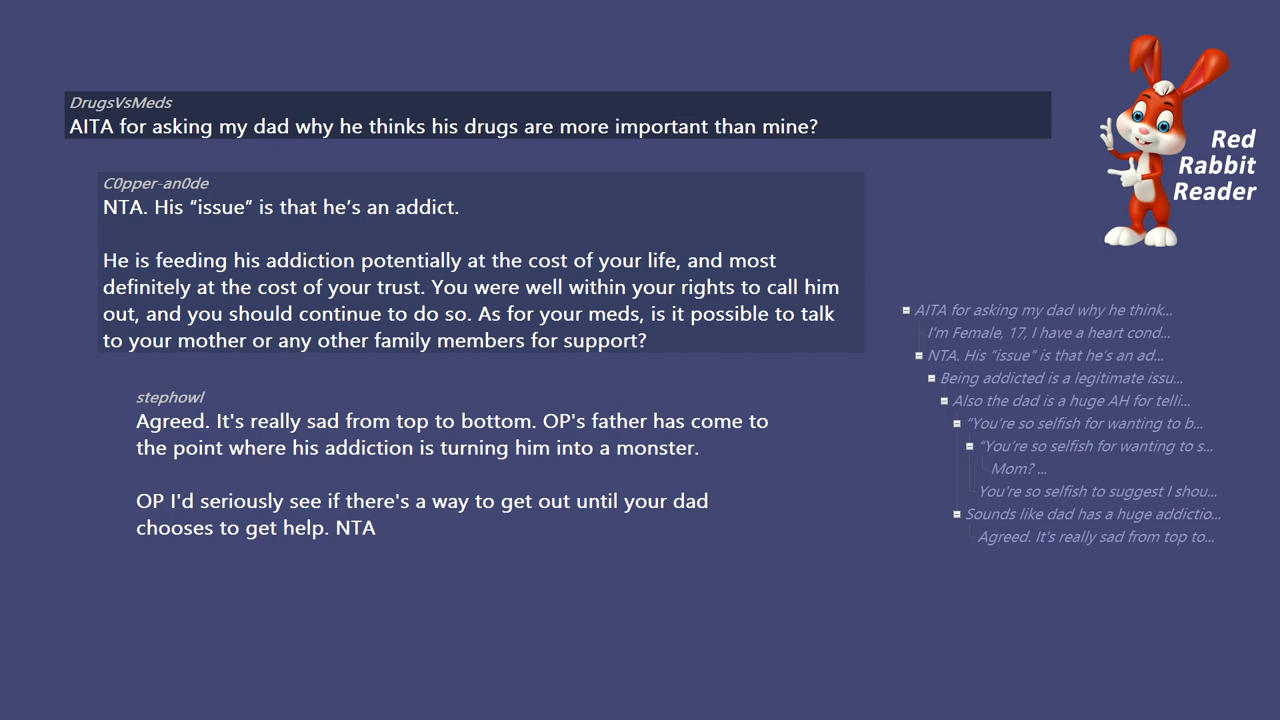 DrugsVsMeds
AITA for asking my dad why he thinks his drugs are more important than mine?
C0pper-an0de
NTA. His “issue” is that he’s an addict.
He is feeding his addiction potentially at the cost of your life, and most
definitely at the cost of your trust. You were well within your rights to call him
out, and you should continue to do so. As for your meds, is it possible to talk
to your mother or any other family members for support?
stephowl
Agreed. It's really sad from top to bottom. OP's father has come to
the point where his addiction is turning him into a monster.
OP I'd seriously see if there's a way to get out until your dad
chooses to get help. NTA
Red
Rabbit
Reader
AITA for asking my dad why he think...
I'm Female, 17, I have a heart cond...
NTA. His “issue” is that he’s an ad...
Being addicted is a legitimate issu...
Also the dad is a huge AH for telli...
“You're so selfish for wanting to b...
“You're so selfish for wanting to s...
Mom? ...
You're so selfish to suggest I shou...
Sounds like dad has a huge addictio...
Agreed. It's really sad from top to...